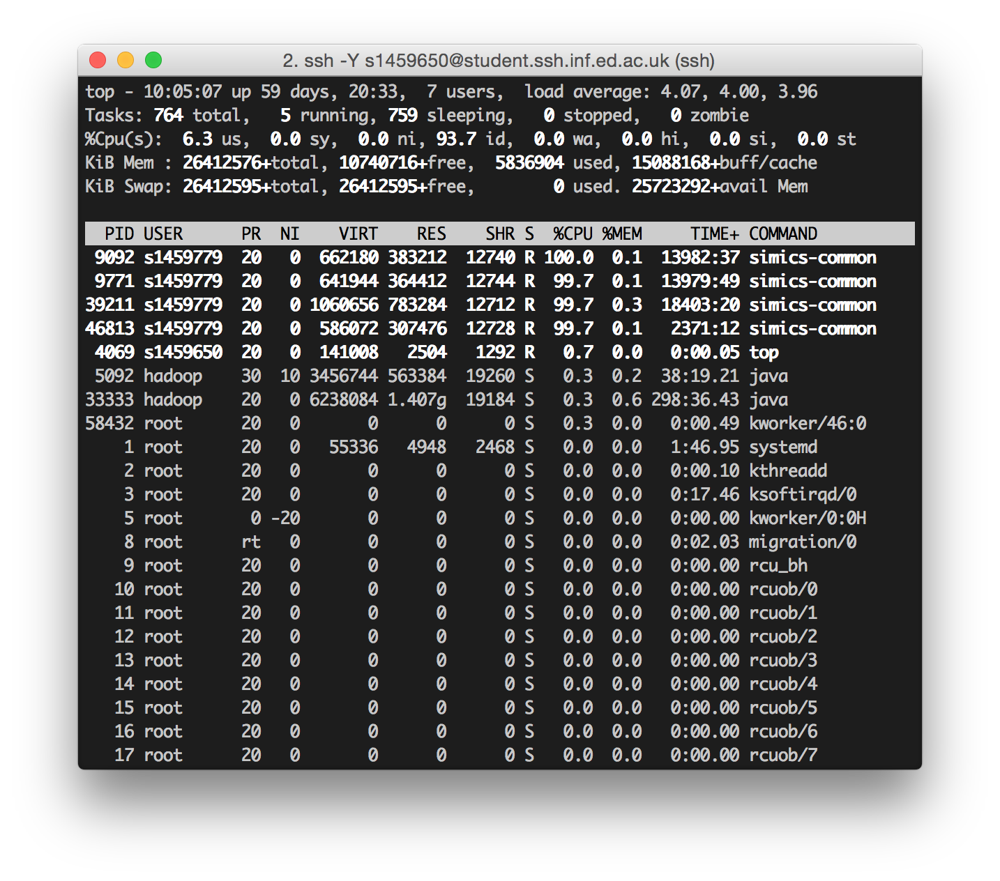 2. ssh -Y s1459650@student.ssh.inf.ed.ac.uk (ssh)
top - 10:05:07 up 59 days, 20:33,  7 users,  load average: 4.07, 4.00, 3.96
Tasks: 764 total,   5 running, 759 sleeping,   0 stopped,   0 zombie
%Cpu(s):  6.3 us,  0.0 sy,  0.0 ni, 93.7 id,  0.0 wa,  0.0 hi,  0.0 si,  0.0 st
KiB Mem : 26412576+total, 10740716+free,  5836904 used, 15088168+buff/cache
KiB Swap: 26412595+total, 26412595+free,        0 used. 25723292+avail Mem
  PID USER      PR  NI    VIRT    RES    SHR S  %CPU %MEM     TIME+ COMMAND
 9092 s1459779  20   0  662180 383212  12740 R 100.0  0.1  13982:37 simics-common
 9771 s1459779  20   0  641944 364412  12744 R  99.7  0.1  13979:49 simics-common
39211 s1459779  20   0 1060656 783284  12712 R  99.7  0.3  18403:20 simics-common
46813 s1459779  20   0  586072 307476  12728 R  99.7  0.1   2371:12 simics-common
 4069 s1459650  20   0  141008   2504   1292 R   0.7  0.0   0:00.05 top
 5092 hadoop    30  10 3456744 563384  19260 S   0.3  0.2  38:19.21 java
33333 hadoop    20   0 6238084 1.407g  19184 S   0.3  0.6 298:36.43 java
58432 root      20   0       0      0      0 S   0.3  0.0   0:00.49 kworker/46:0
    1 root      20   0   55336   4948   2468 S   0.0  0.0   1:46.95 systemd
    2 root      20   0       0      0      0 S   0.0  0.0   0:00.10 kthreadd
    3 root      20   0       0      0      0 S   0.0  0.0   0:17.46 ksoftirqd/0
    5 root       0 -20       0      0      0 S   0.0  0.0   0:00.00 kworker/0:0H
    8 root      rt   0       0      0      0 S   0.0  0.0   0:02.03 migration/0
    9 root      20   0       0      0      0 S   0.0  0.0   0:00.00 rcu_bh
   10 root      20   0       0      0      0 S   0.0  0.0   0:00.00 rcuob/0
   11 root      20   0       0      0      0 S   0.0  0.0   0:00.00 rcuob/1
   12 root      20   0       0      0      0 S   0.0  0.0   0:00.00 rcuob/2
   13 root      20   0       0      0      0 S   0.0  0.0   0:00.00 rcuob/3
   14 root      20   0       0      0      0 S   0.0  0.0   0:00.00 rcuob/4
   15 root      20   0       0      0      0 S   0.0  0.0   0:00.00 rcuob/5
   16 root      20   0       0      0      0 S   0.0  0.0   0:00.00 rcuob/6
   17 root      20   0       0      0      0 S   0.0  0.0   0:00.00 rcuob/7